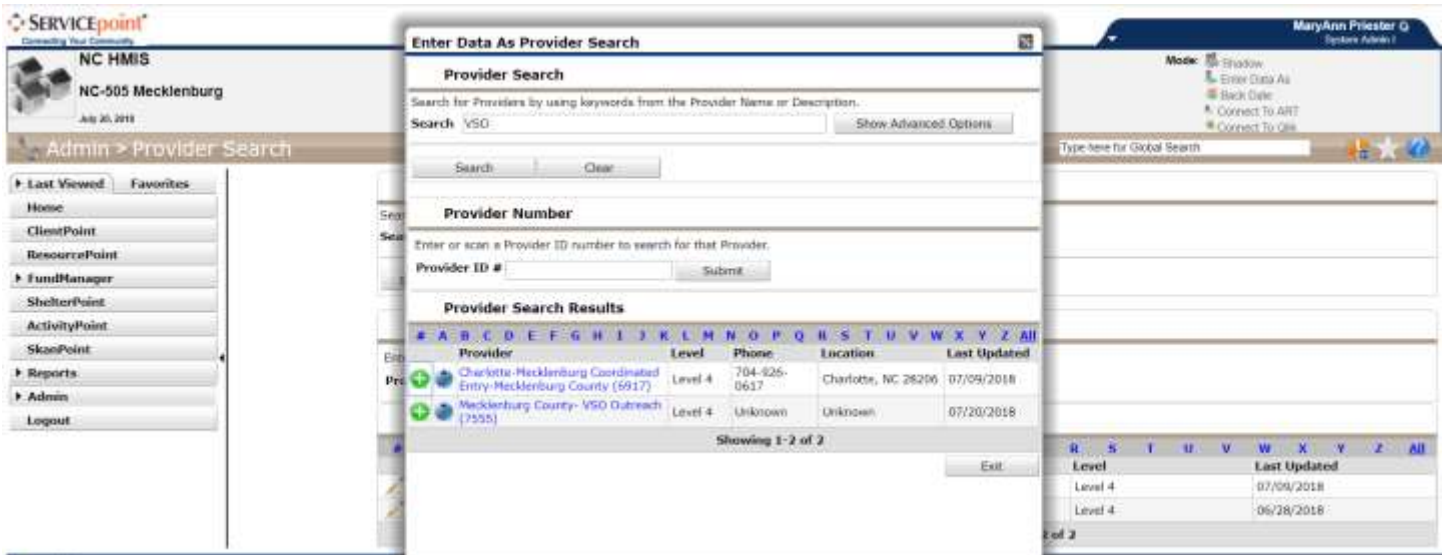 SERVICEpoint
Connecting Your Community
MaryAnn Priester
System Admin I
NC HMIS
NC-505 Mecklenburg
July 20, 2018
Mode: Shadow
Enter Data As
Back Date
Connect To ART
Connect To Qlik
Admin > Provider Search
Type here for Global Search
Last Viewed Favorites
Home
ClientPoint
ResourcePoint
FundManager
ShelterPoint
ActivityPoint
SkanPoint
Reports
Admin
Logout
Enter Data As Provider Search
Provider Search
Search for Providers by using keywords from the Provider Name or Description.
Search VSO Show Advanced Options
Search Clear
Provider Number
Enter or scan a Provider ID number to search for that Provider.
Provider ID # Submit
Provider Search Results
# A B C D E F G H I J K L M N O P Q R S T U V W X Y Z All
Provider Level Phone Location Last Updated
Charlotte-Mecklenburg Coordinated Entry-Mecklenburg County (6917) Level 4 704-926-0617 Charlotte, NC 28206 07/09/2018
Mecklenburg County- VSO Outreach (7555) Level 4 Unknown Unknown 07/20/2018
Showing 1-2 of 2
Exit
R S T U V W X Y Z All
Level Last Updated
Level 4 07/09/2018
Level 4 06/28/2018
of 2